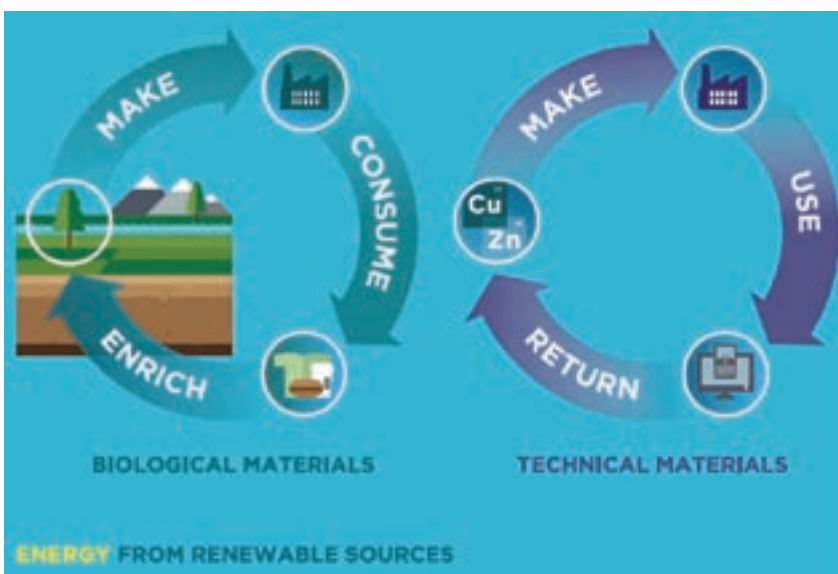 MAKE
CONSUME
ENRICH
BIOLOGICAL MATERIALS
MAKE
USE
RETURN
Cu
Zn
TECHNICAL MATERIALS
ENERGY FROM RENEWABLE SOURCES